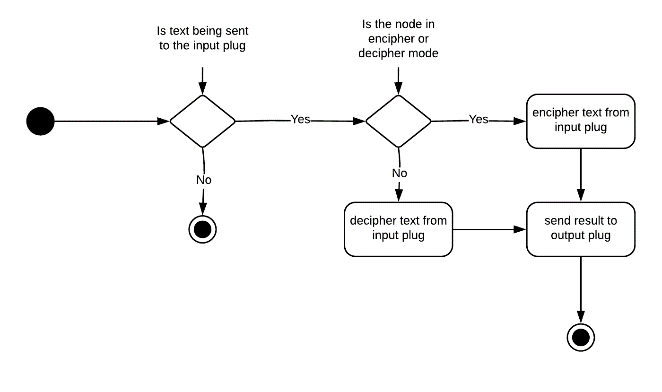 Is text being sent
to the input plug
Is the node in
encipher or
decipher mode
Yes
Yes
encipher text from
input plug
No
No
decipher text from
input plug
send result to
output plug